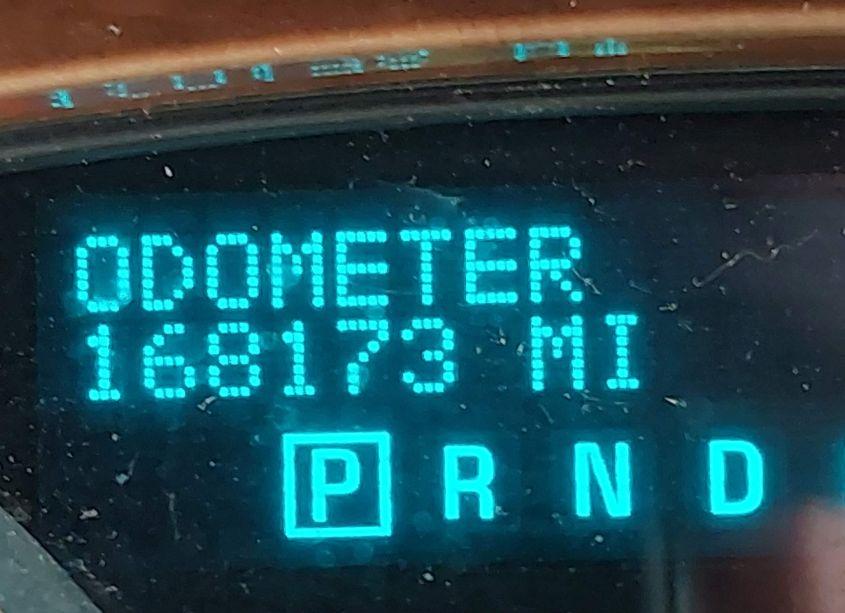 ODOMETER
168173 MI
P R N D